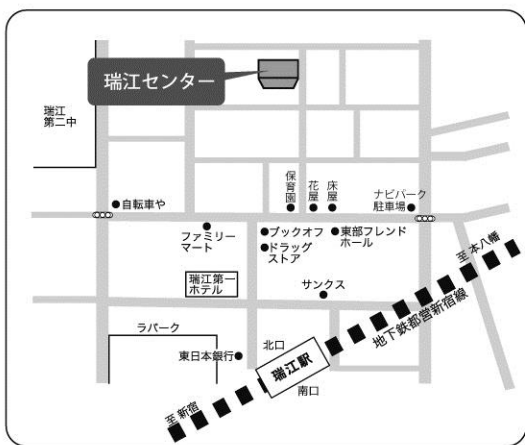 瑞江センター
瑞江
第二中
保育園
花屋
床屋
ナビパーク
駐車場
自転車や
ファミリー
マート
ブックオフ
ドラッグ
ストア
東部フレンド
ホール
至本八幡
瑞江第一
ホテル
サンクス
地下鉄都営新宿線
ラパーク
北口
東日本銀行
瑞江駅
南口
至新宿